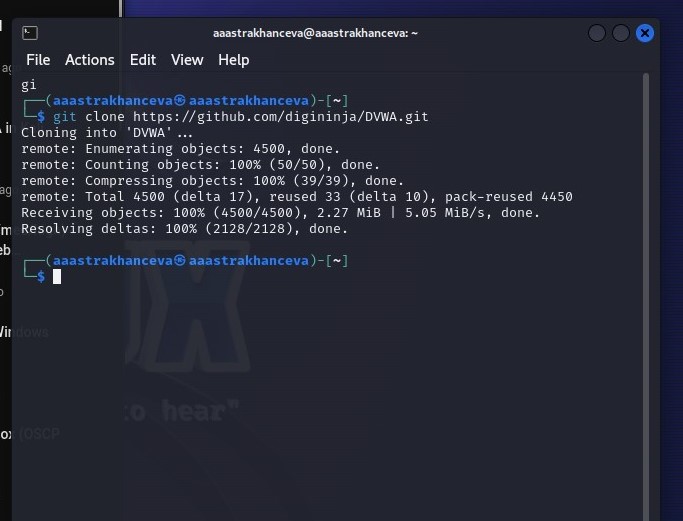 aaastrakhanceva@aaastrakhanceva: ~
File Actions Edit View Help
gi
┌──(aaastrakhanceva㉿aaastrakhanceva)-[~]
└─$ git clone https://github.com/digininja/DVWA.git
Cloning into 'DVWA'...
remote: Enumerating objects: 4500, done.
remote: Counting objects: 100% (50/50), done.
remote: Compressing objects: 100% (39/39), done.
remote: Total 4500 (delta 17), reused 33 (delta 10), pack-reused 4450
Receiving objects: 100% (4500/4500), 2.27 MiB | 5.05 MiB/s, done.
Resolving deltas: 100% (2128/2128), done.
┌──(aaastrakhanceva㉿aaastrakhanceva)-[~]
└─$
Windows
to hear"
(OSCP